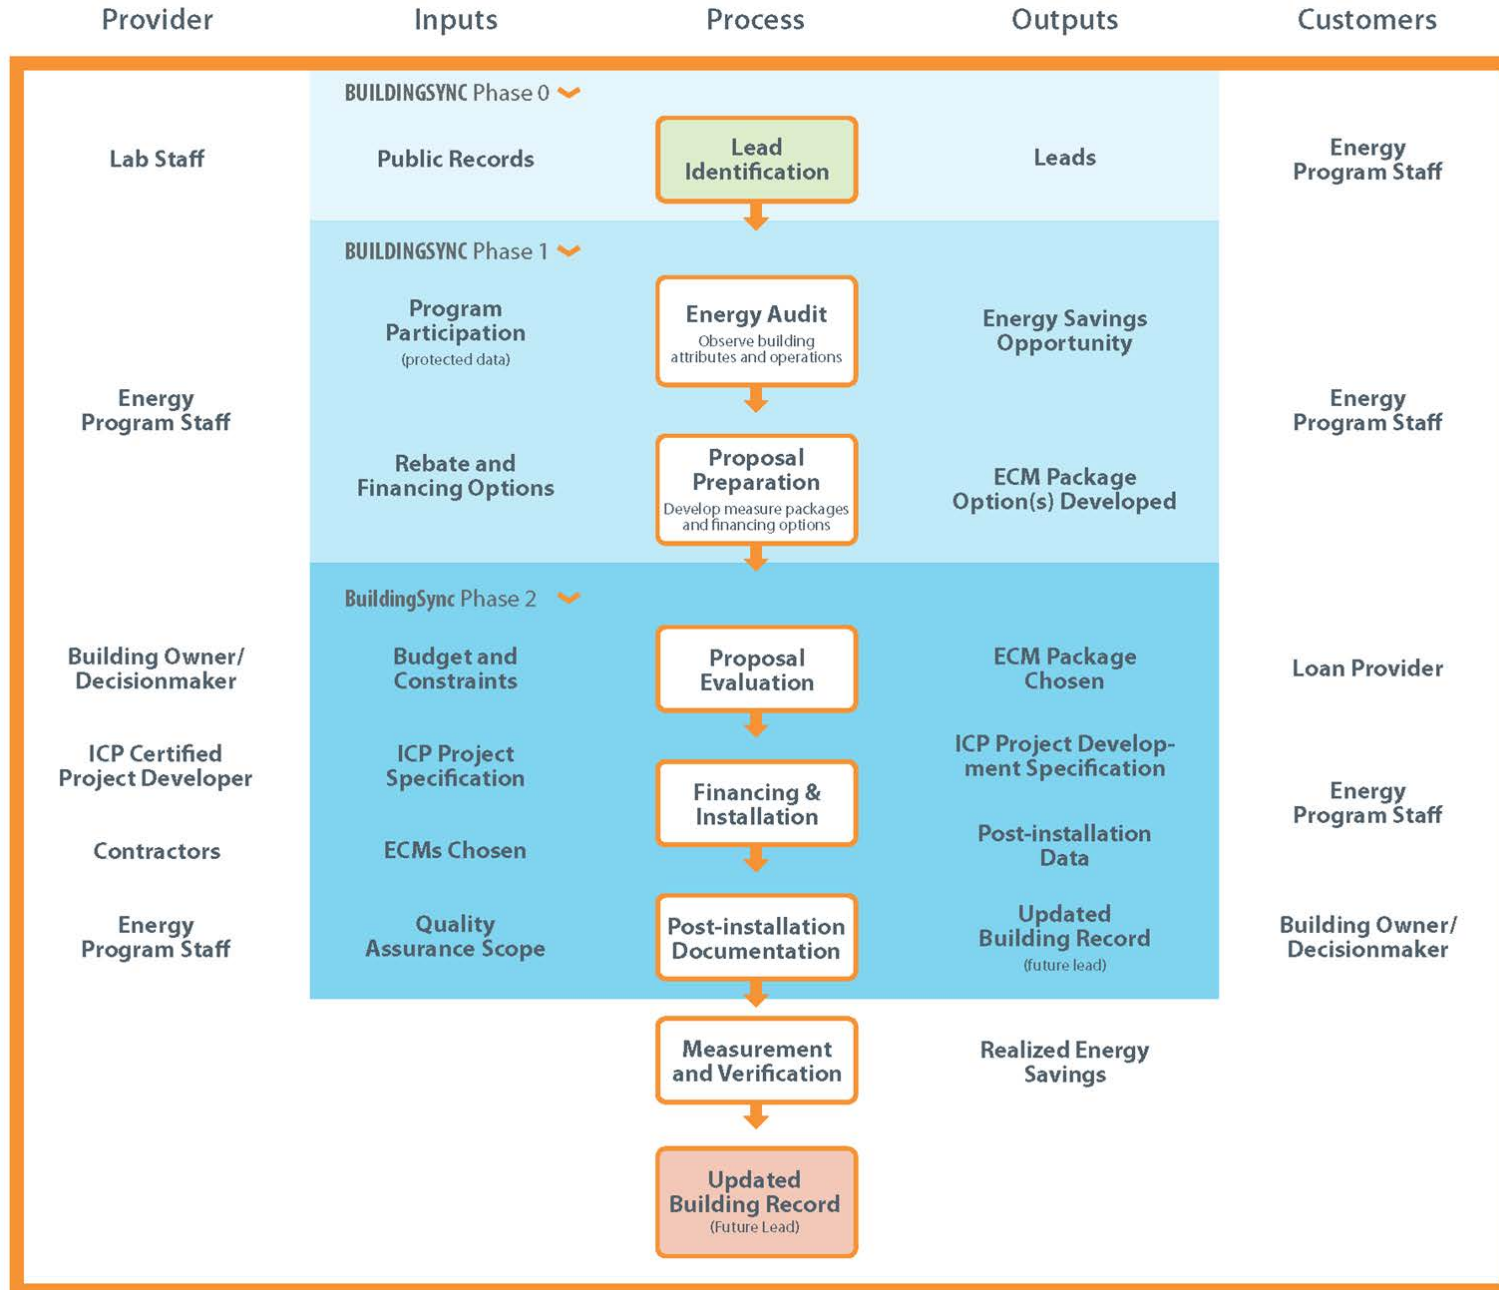 Provider
Inputs
Process
Outputs
Customers
BUILDINGSYNC Phase 0
Lab Staff
Public Records
Lead
Identification
Leads
Energy
Program Staff
BUILDINGSYNC Phase 1
Energy
Program Staff
Program
Participation
(protected data)
Energy Audit
Observe building
attributes and operations
Energy Savings
Opportunity
Energy
Program Staff
Rebate and
Financing Options
Proposal
Preparation
Develop measure packages
and financing options
ECM Package
Option(s) Developed
BuildingSync Phase 2
Building Owner/
Decisionmaker
Budget and
Constraints
Proposal
Evaluation
ECM Package
Chosen
Loan Provider
ICP Certified
Project Developer
ICP Project
Specification
Financing &
Installation
ICP Project Develop-
ment Specification
Energy
Program Staff
Contractors
ECMs Chosen
Post-installation
Data
Energy
Program Staff
Quality
Assurance Scope
Post-installation
Documentation
Updated
Building Record
(future lead)
Building Owner/
Decisionmaker
Measurement
and Verification
Realized Energy
Savings
Updated
Building Record
(Future Lead)